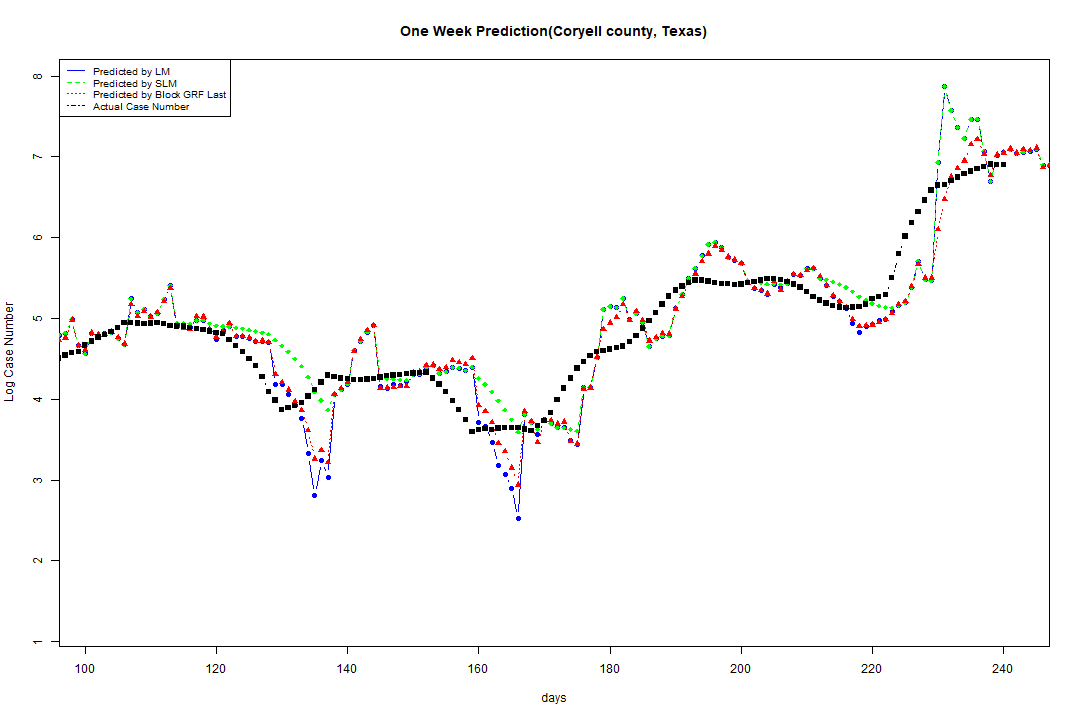 One Week Prediction(Coryell county, Texas)
Predicted by LM
Predicted by SLM
Predicted by Block GRF Last
Actual Case Number
8
7
6
5
4
3
2
1
Log Case Number
100 120 140 160 180 200 220 240
days